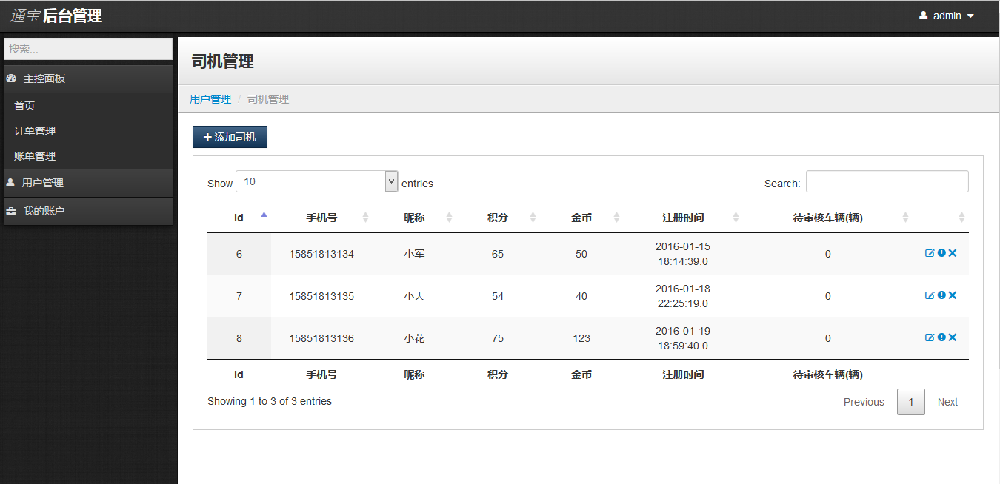 通宝 后台管理
admin
搜索...
主控面板
首页
订单管理
账单管理
用户管理
我的账户
司机管理
用户管理 / 司机管理
添加司机
Show 10 entries
Search:
id 手机号 昵称 积分 金币 注册时间 待审核车辆(辆)
6 15851813134 小军 65 50 2016-01-15 18:14:39.0 0
7 15851813135 小天 54 40 2016-01-18 22:25:19.0 0
8 15851813136 小花 75 123 2016-01-19 18:59:40.0 0
id 手机号 昵称 积分 金币 注册时间 待审核车辆(辆)
Showing 1 to 3 of 3 entries
Previous 1 Next